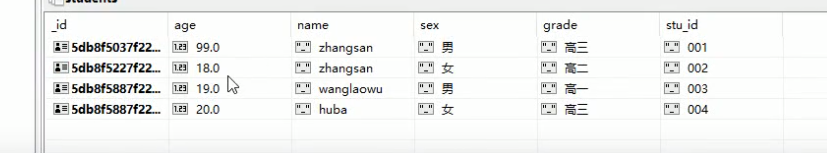 students
_id age name sex grade stu_id
5db8f5037f22... 99.0 zhangsan 男 高三 001
5db8f5227f22... 18.0 zhangsan 女 高二 002
5db8f5887f22... 19.0 wanglaowu 男 高一 003
5db8f5887f22... 20.0 huba 女 高三 004